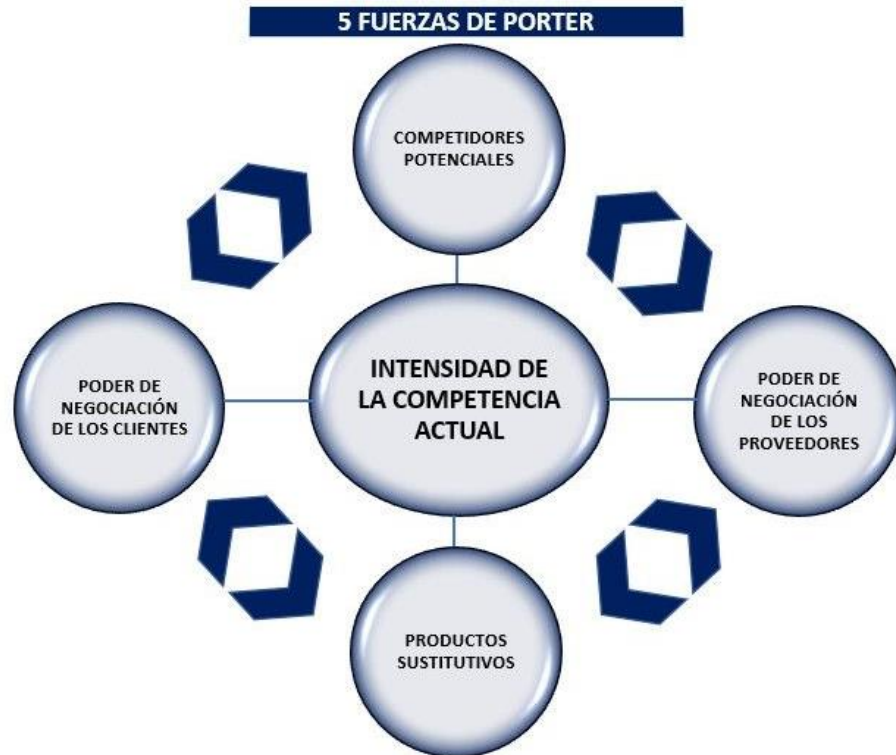 5 FUERZAS DE PORTER
COMPETIDORES
POTENCIALES
PODER DE
NEGOCIACIÓN
DE LOS CLIENTES
INTENSIDAD DE
LA COMPETENCIA
ACTUAL
PODER DE
NEGOCIACIÓN
DE LOS
PROVEEDORES
PRODUCTOS
SUSTITUTIVOS